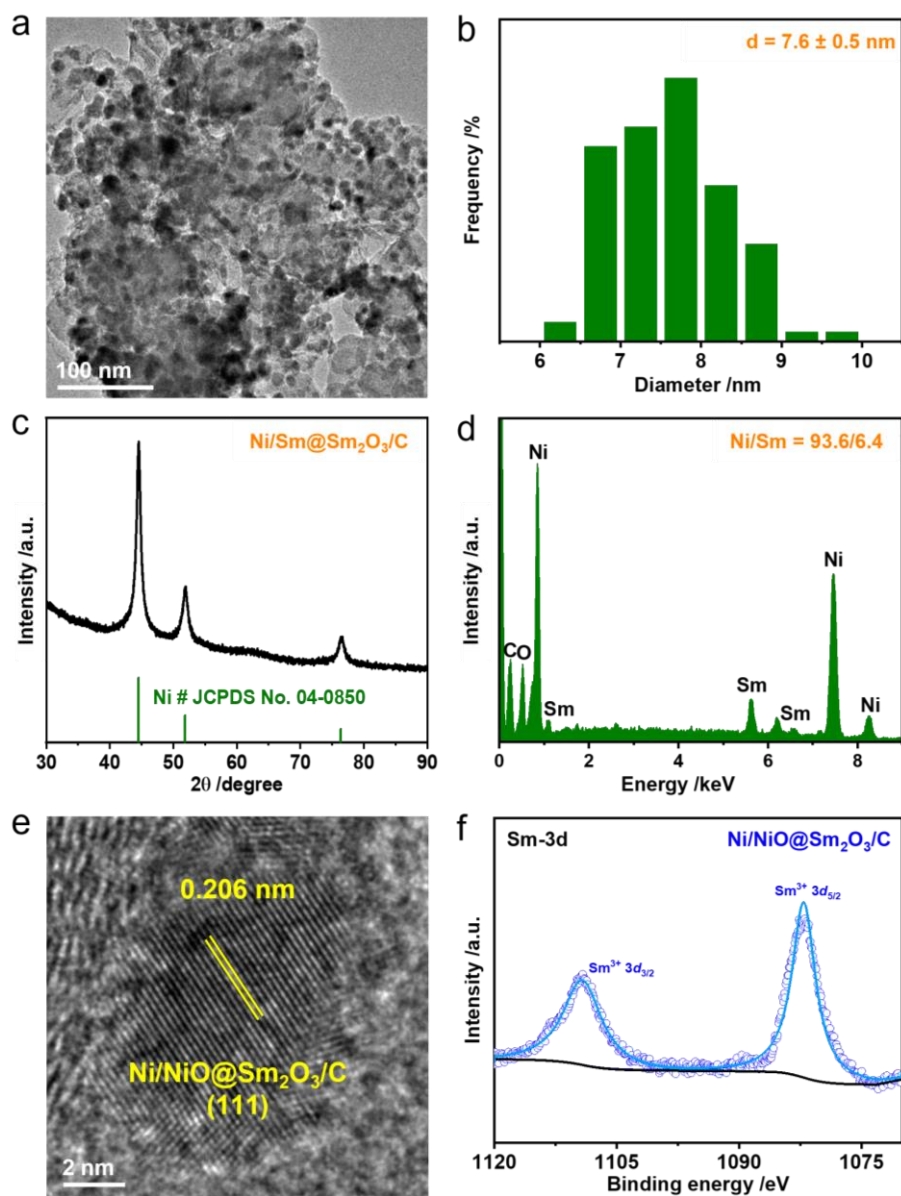 a
100 nm
b
d = 7.6 ± 0.5 nm
Frequency /%
6 7 8 9 10
Diameter /nm
c
Ni/Sm@Sm₂O₃/C
Intensity /a.u.
Ni # JCPDS No. 04-0850
30 40 50 60 70 80 90
2θ /degree
d
Ni/Sm = 93.6/6.4
Intensity /a.u.
Ni
Ni
C O
Sm
Sm
Sm
Ni
0 2 4 6 8
Energy /keV
e
0.206 nm
Ni/NiO@Sm₂O₃/C
(111)
2 nm
f
Sm-3d
Ni/NiO@Sm₂O₃/C
Sm³⁺ 3d₅/₂
Sm³⁺ 3d₃/₂
Intensity /a.u.
1120 1105 1090 1075
Binding energy /eV